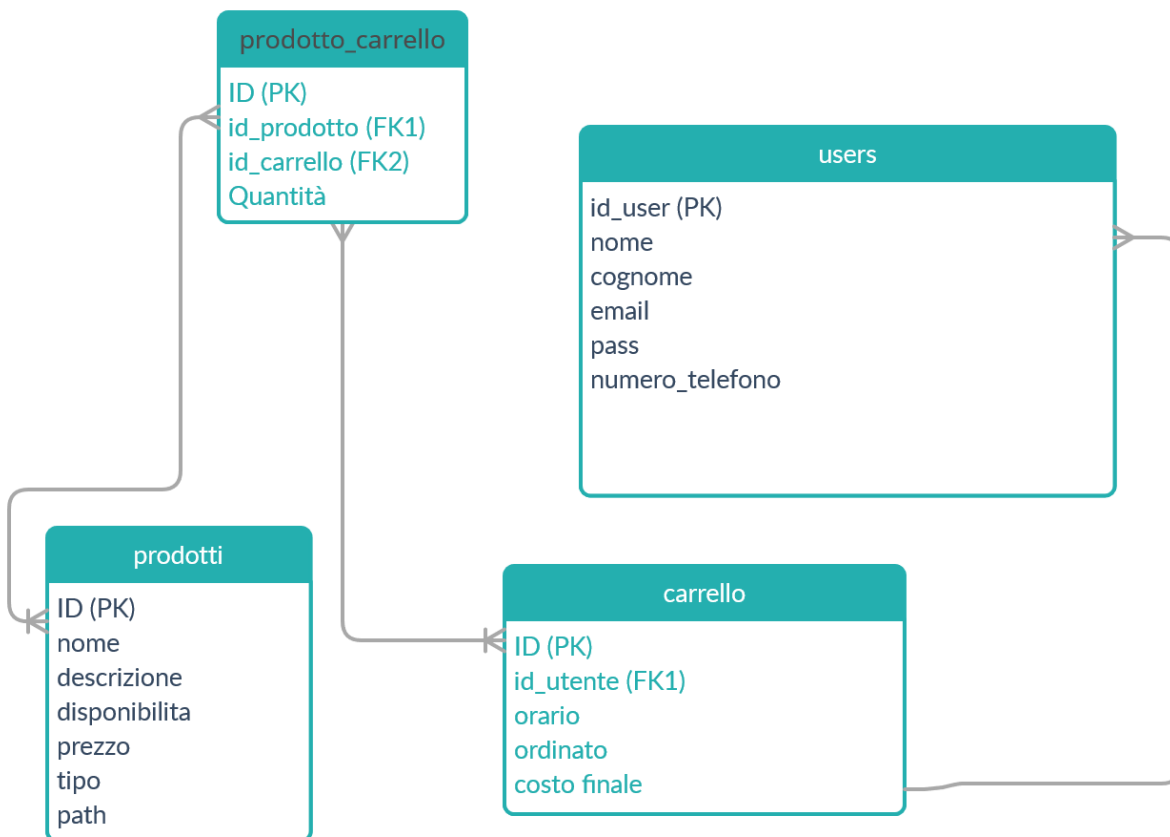 prodotto_carrello
ID (PK)
id_prodotto (FK1)
id_carrello (FK2)
Quantità
users
id_user (PK)
nome
cognome
email
pass
numero_telefono
prodotti
ID (PK)
nome
descrizione
disponibilita
prezzo
tipo
path
carrello
ID (PK)
id_utente (FK1)
orario
ordinato
costo finale